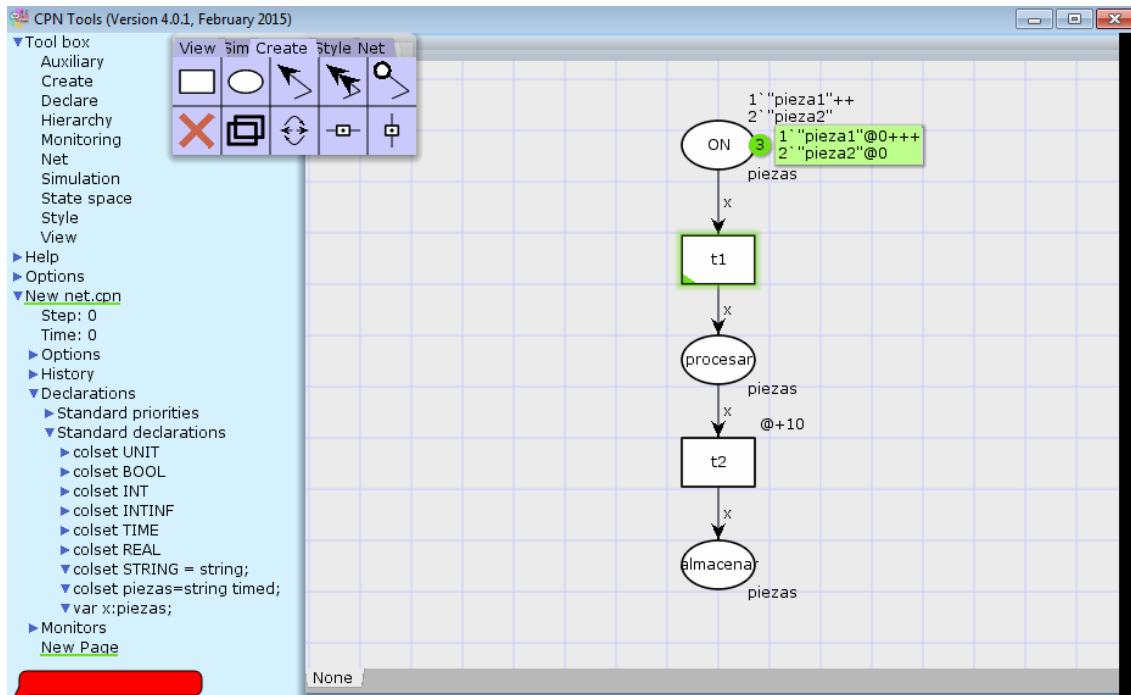 CPN Tools (Version 4.0.1, February 2015)
Tool box
Auxiliary
Create
Declare
Hierarchy
Monitoring
Net
Simulation
State space
Style
View
Help
Options
New net.cpn
Step: 0
Time: 0
Options
History
Declarations
Standard priorities
Standard declarations
colset UNIT
colset BOOL
colset INT
colset INTINF
colset TIME
colset REAL
colset STRING = string;
colset piezas=string timed;
var x:piezas;
Monitors
New Page
View Sim Create Style Net
1`"pieza1"++
2`"pieza2"
ON
3
1`"pieza1"@0+++
2`"pieza2"@0
piezas
x
t1
x
procesar
piezas
x
@+10
t2
x
almacenar
piezas
None